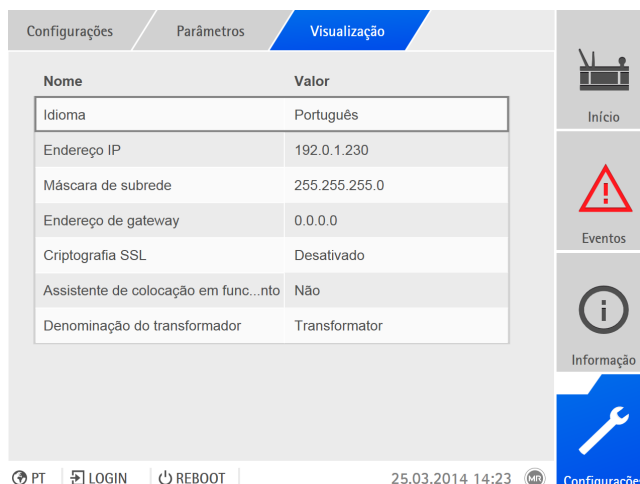 Configurações Parâmetros Visualização
Nome Valor
Idioma Português
Endereço IP 192.0.1.230
Máscara de subrede 255.255.255.0
Endereço de gateway 0.0.0.0
Criptografia SSL Desativado
Assistente de colocação em func...nto Não
Denominação do transformador Transformator
Início
Eventos
Informação
Configurações
PT LOGIN REBOOT 25.03.2014 14:23 MR